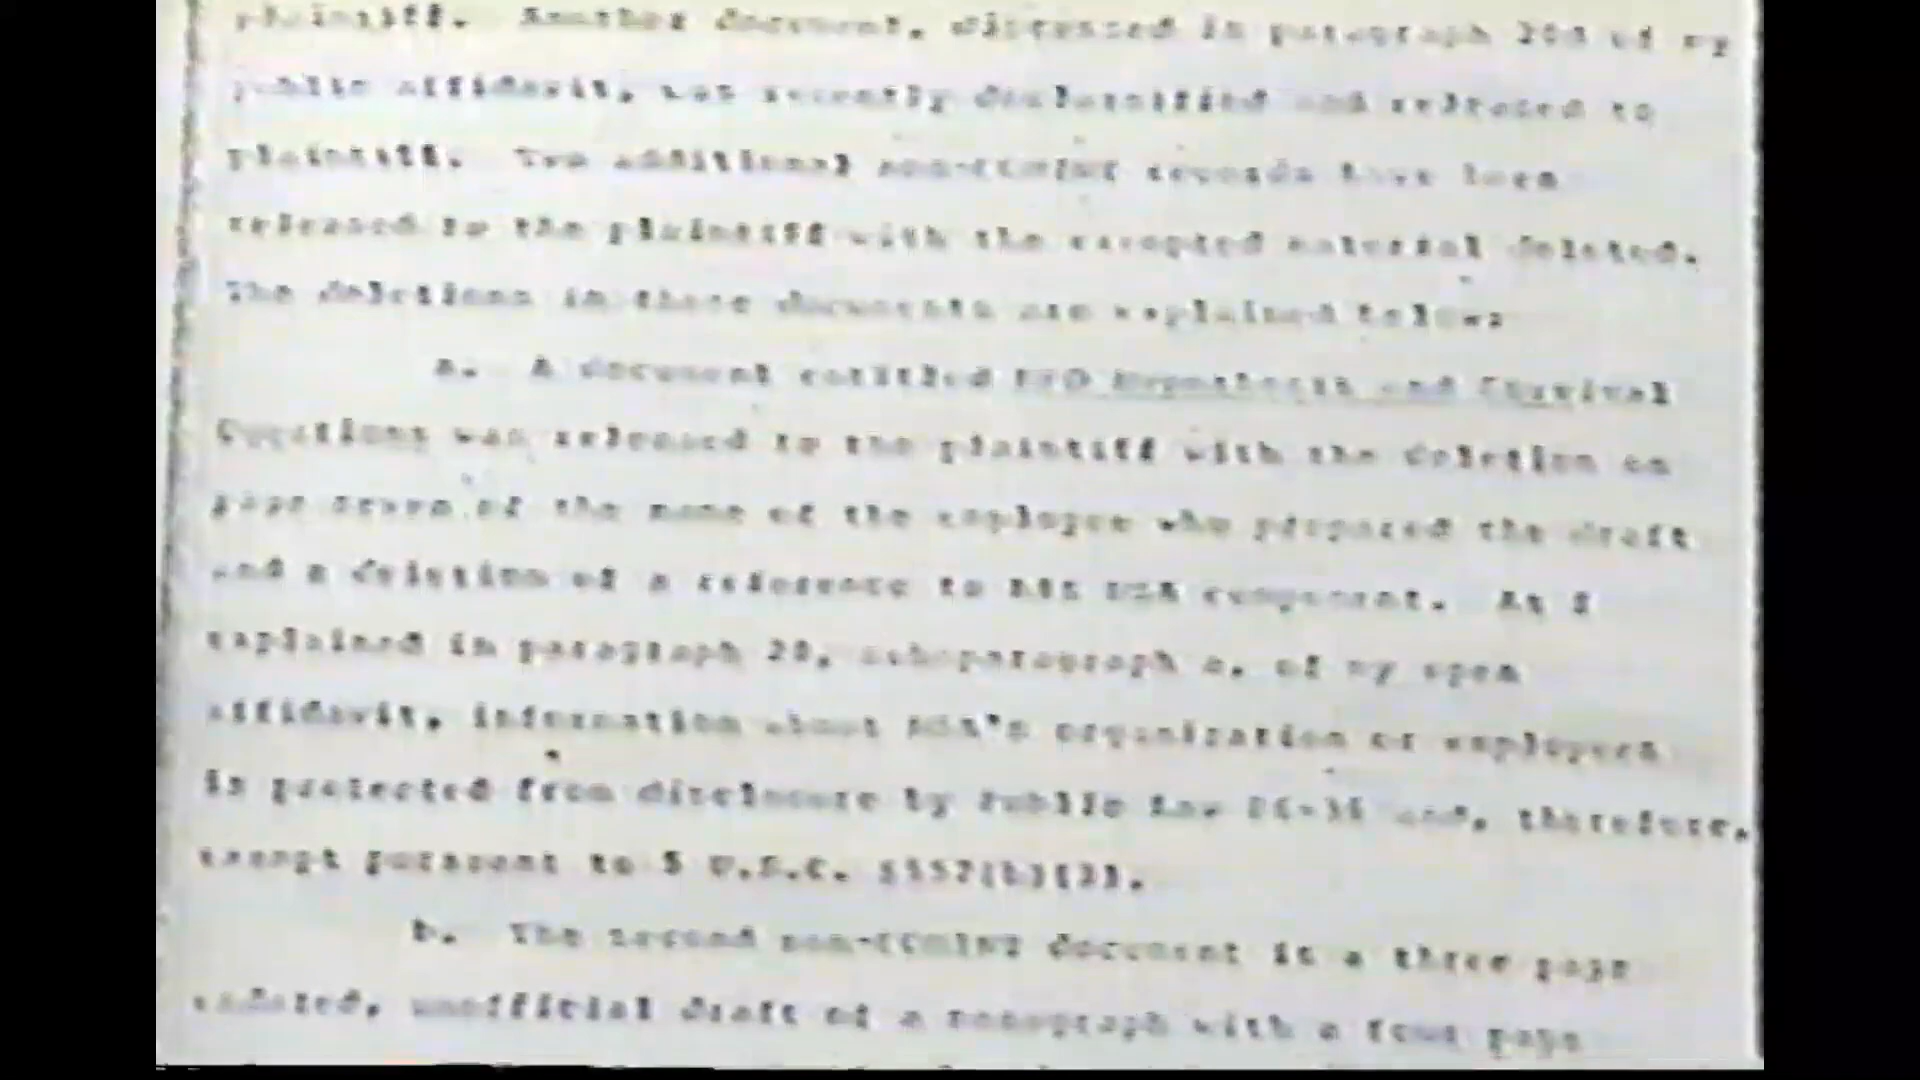 plaintiff. Another document, discussed in paragraph 20 of my
public affidavit, was recently declassified and released to
plaintiff. Two additional non-COMINT records have been
released to the plaintiff with the exempted material deleted.
The deletions in these documents are explained below:
a. A document entitled UFO Hypothesis and Survival
Questions was released to the plaintiff with the deletion on
page seven of the name of the employee who prepared the draft
and a deletion of a reference to his NSA component. As I
explained in paragraph 20, subparagraph a, of my open
affidavit, information about NSA's organization or employees
is protected from disclosure by Public Law 86-36 and, therefore,
exempt pursuant to 5 U.S.C. §552(b)(3).
b. The second non-COMINT document is a three page
undated, unofficial draft of a monograph with a four page